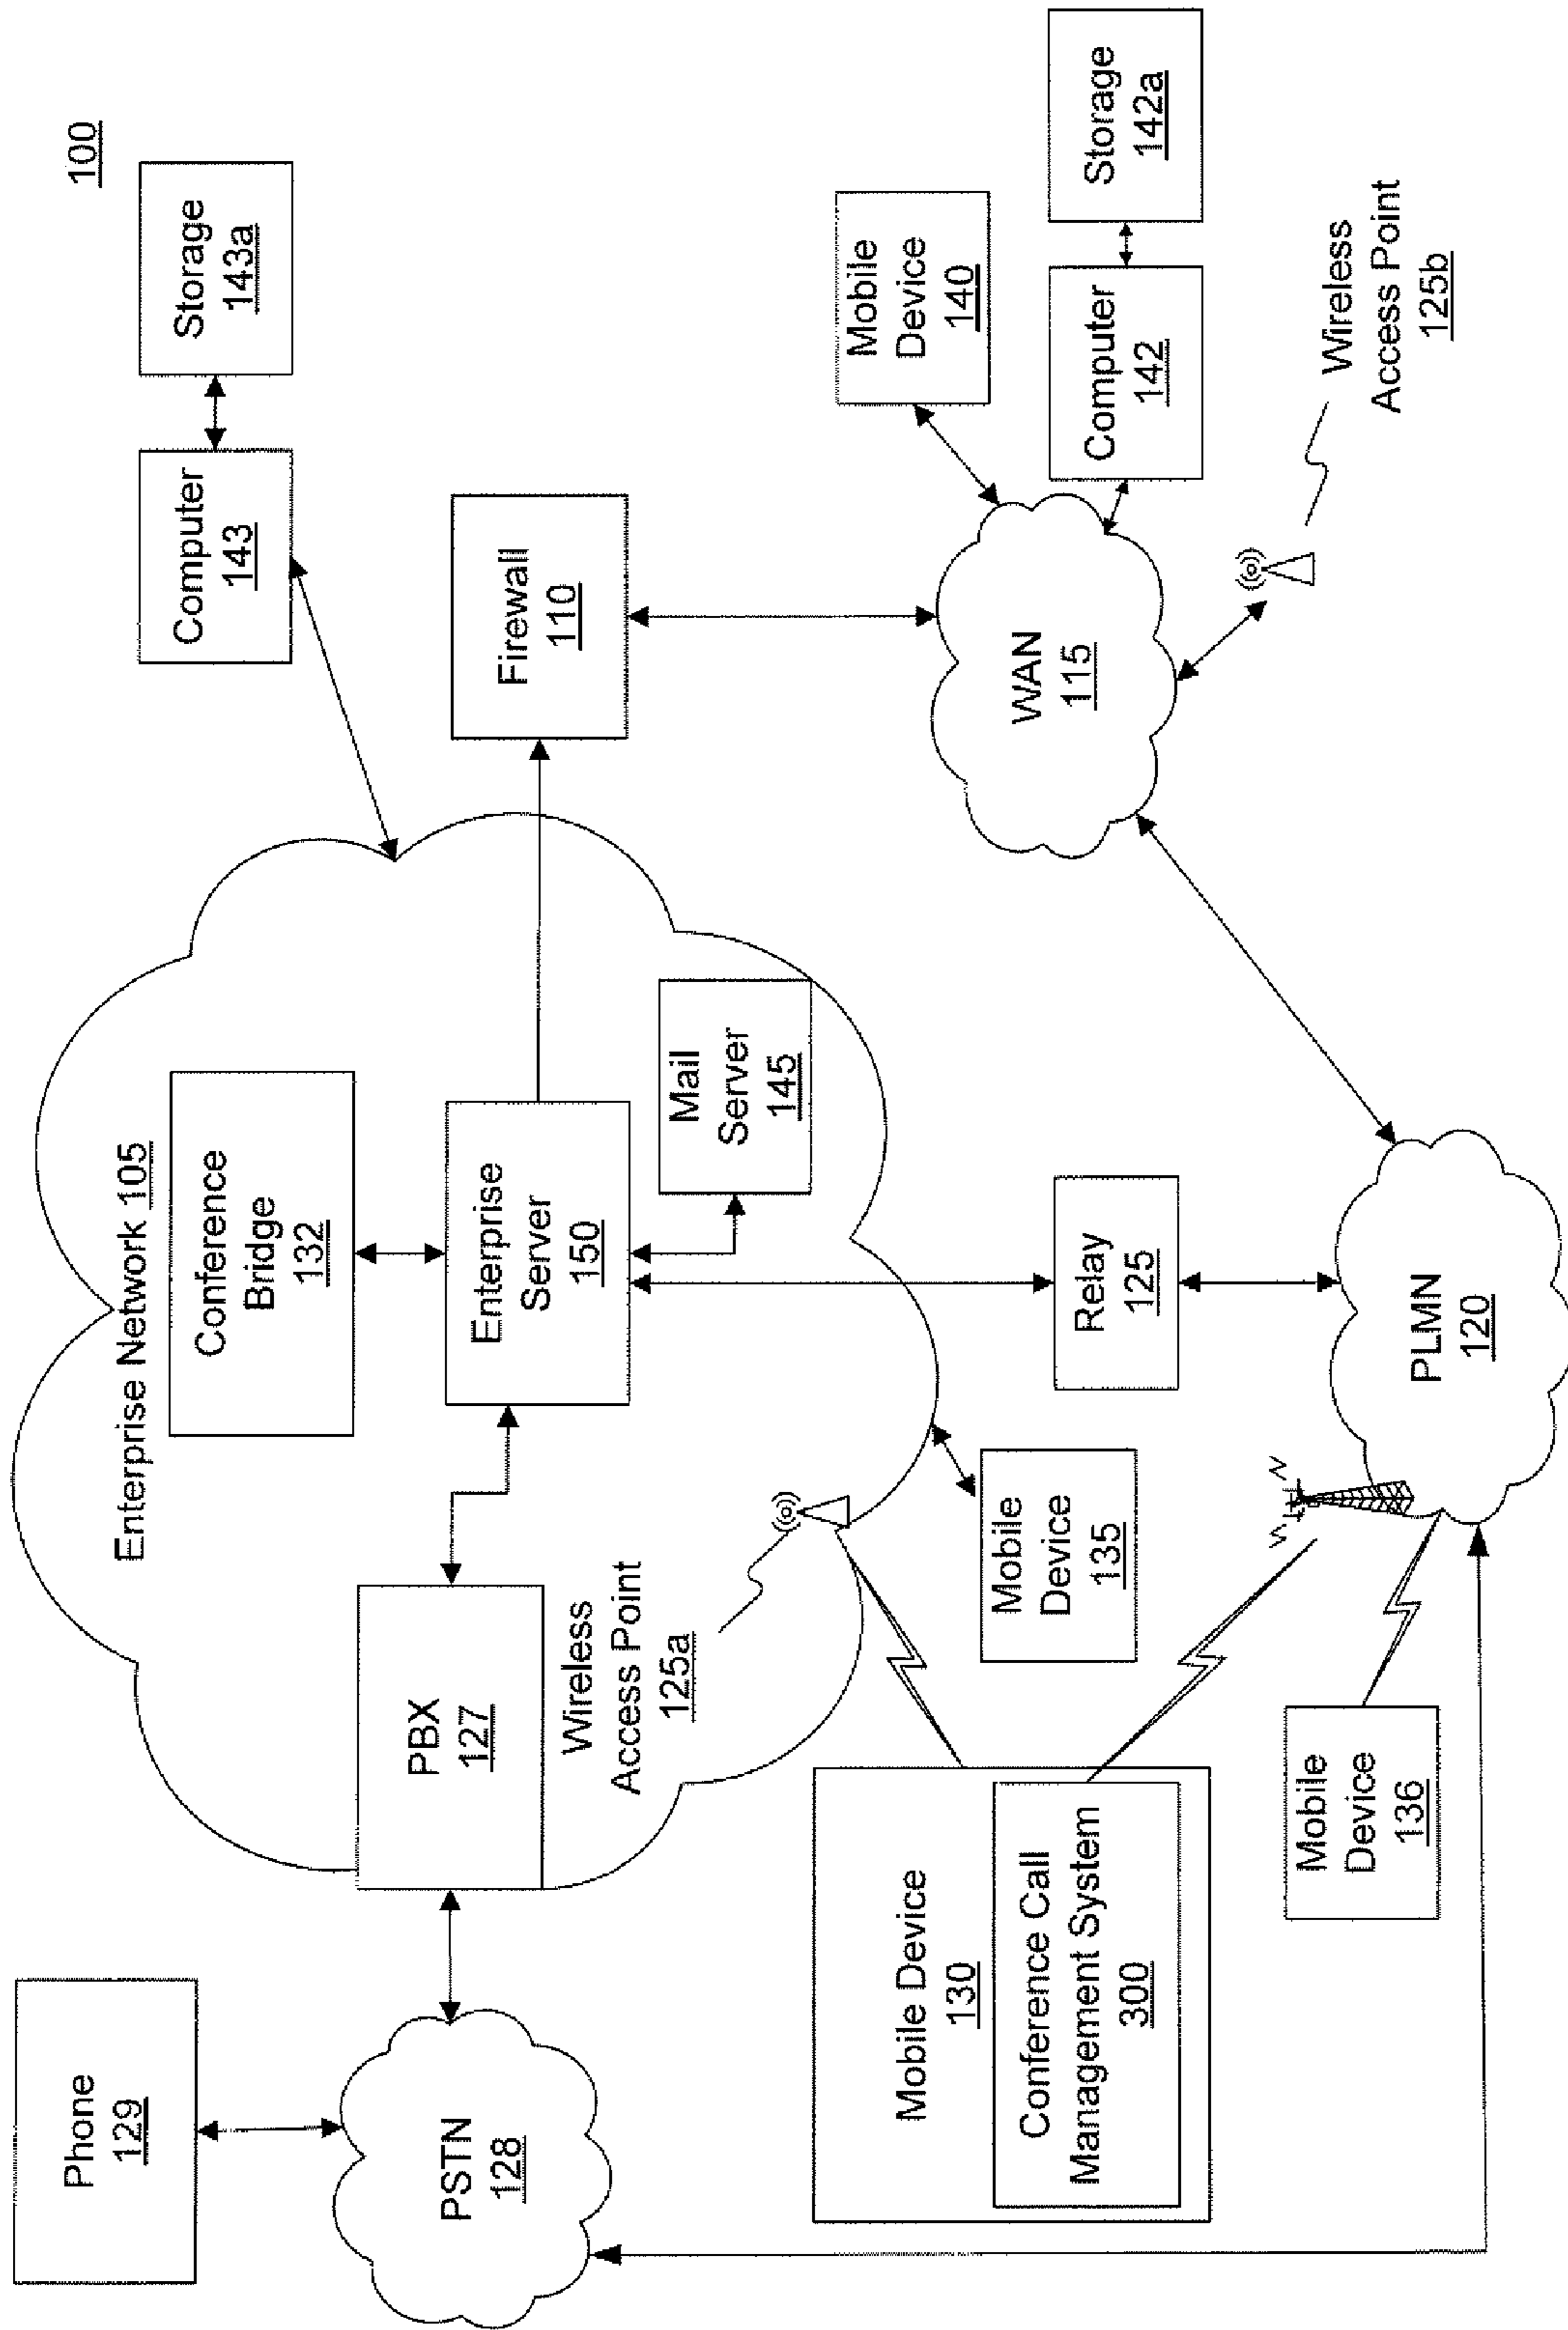 100
Phone
129
PSTN
128
Enterprise Network 105
Conference
Bridge
132
PBX
127
Enterprise
Server
150
Mail
Server
145
Wireless
Access Point
125a
Computer
143
Storage
143a
Firewall
110
Mobile Device
130
Conference Call
Management System
300
Mobile
Device
135
Mobile
Device
136
Relay
125
PLMN
120
WAN
115
Mobile
Device
140
Computer
142
Storage
142a
Wireless
Access Point
125b